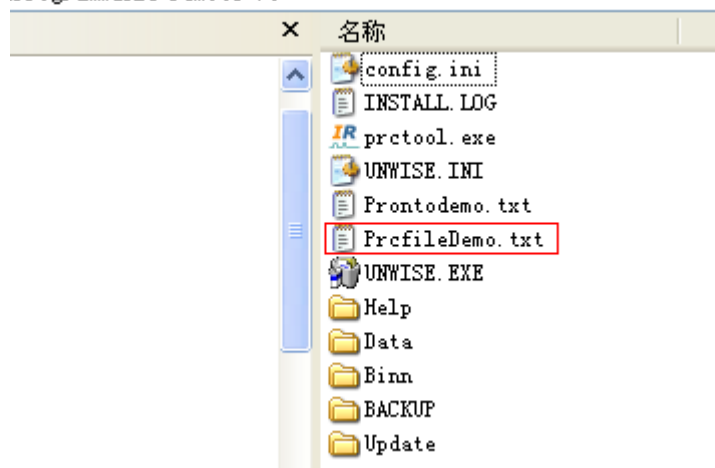 名称
config.ini
INSTALL.LOG
prctool.exe
UNWISE.INI
Prontodemo.txt
PrcfileDemo.txt
UNWISE.EXE
Help
Data
Binn
BACKUP
Update